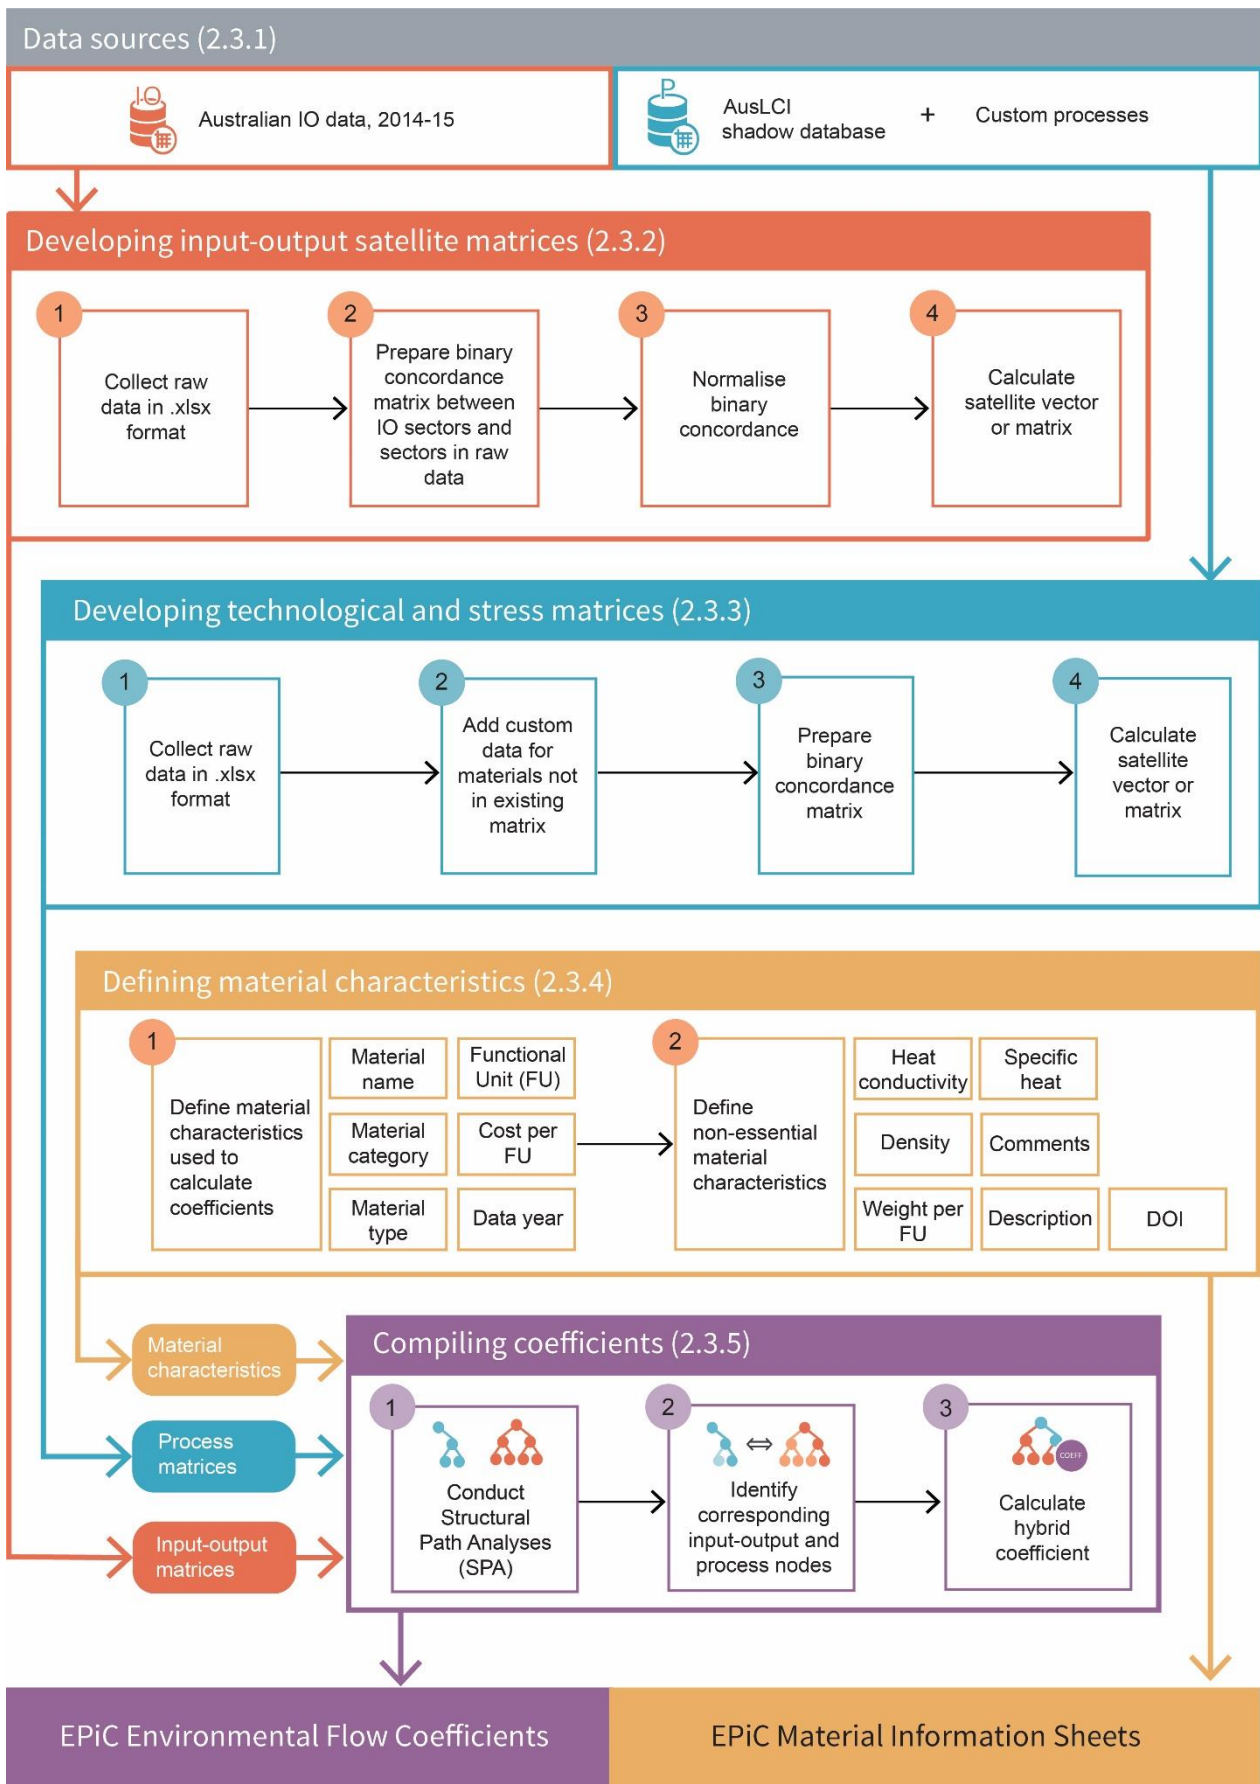 Data sources (2.3.1)
IO
Australian IO data, 2014-15
P
AusLCI
shadow database
+
Custom processes
Developing input-output satellite matrices (2.3.2)
1
Collect raw
data in .xlsx
format
2
Prepare binary
concordance
matrix between
IO sectors and
sectors in raw
data
3
Normalise
binary
concordance
4
Calculate
satellite vector
or matrix
Developing technological and stress matrices (2.3.3)
1
Collect raw
data in .xlsx
format
2
Add custom
data for
materials not
in existing
matrix
3
Prepare
binary
concordance
matrix
4
Calculate
satellite
vector or
matrix
Defining material characteristics (2.3.4)
1
Define material
characteristics
used to
calculate
coefficients
Material
name
Functional
Unit (FU)
Material
category
Cost per
FU
Material
type
Data year
2
Define
non-essential
material
characteristics
Heat
conductivity
Specific
heat
Density
Comments
Weight per
FU
Description
DOI
Material
characteristics
Process
matrices
Input-output
matrices
Compiling coefficients (2.3.5)
1
Conduct
Structural
Path Analyses
(SPA)
2
Identify
corresponding
input-output and
process nodes
3
COEFF
Calculate
hybrid
coefficient
EPiC Environmental Flow Coefficients
EPiC Material Information Sheets